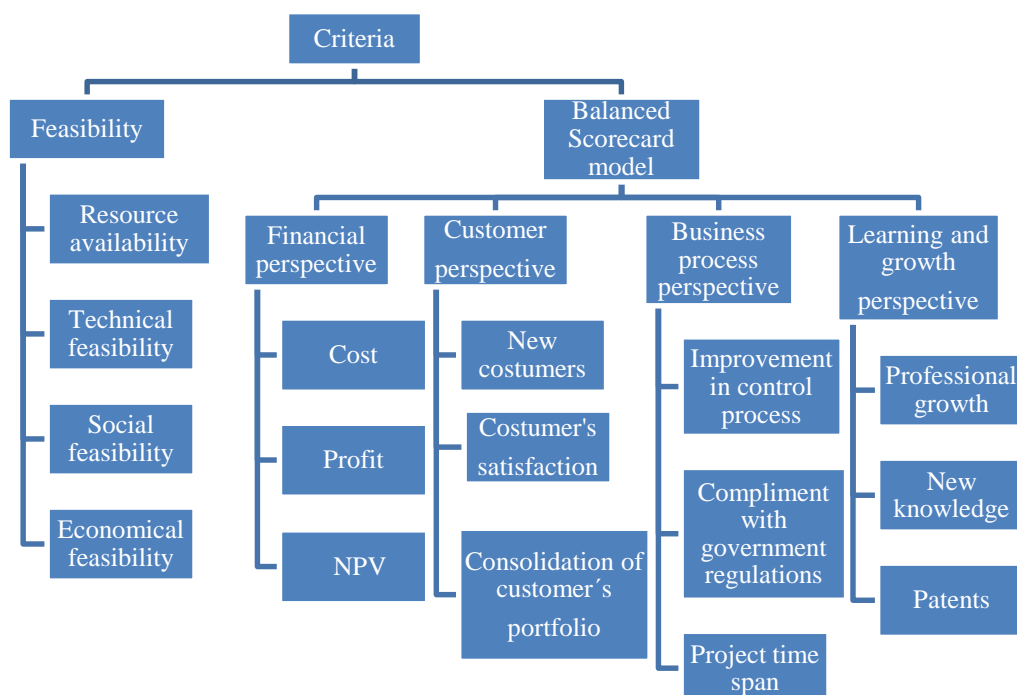 Criteria
Feasibility
Resource
availability
Technical
feasibility
Social
feasibility
Economical
feasibility
Balanced
Scorecard
model
Financial
perspective
Cost
Profit
NPV
Customer
perspective
New
costumers
Costumer's
satisfaction
Consolidation of
customer´s
portfolio
Business
process
perspective
Improvement
in control
process
Compliment
with
government
regulations
Project time
span
Learning and
growth
perspective
Professional
growth
New
knowledge
Patents